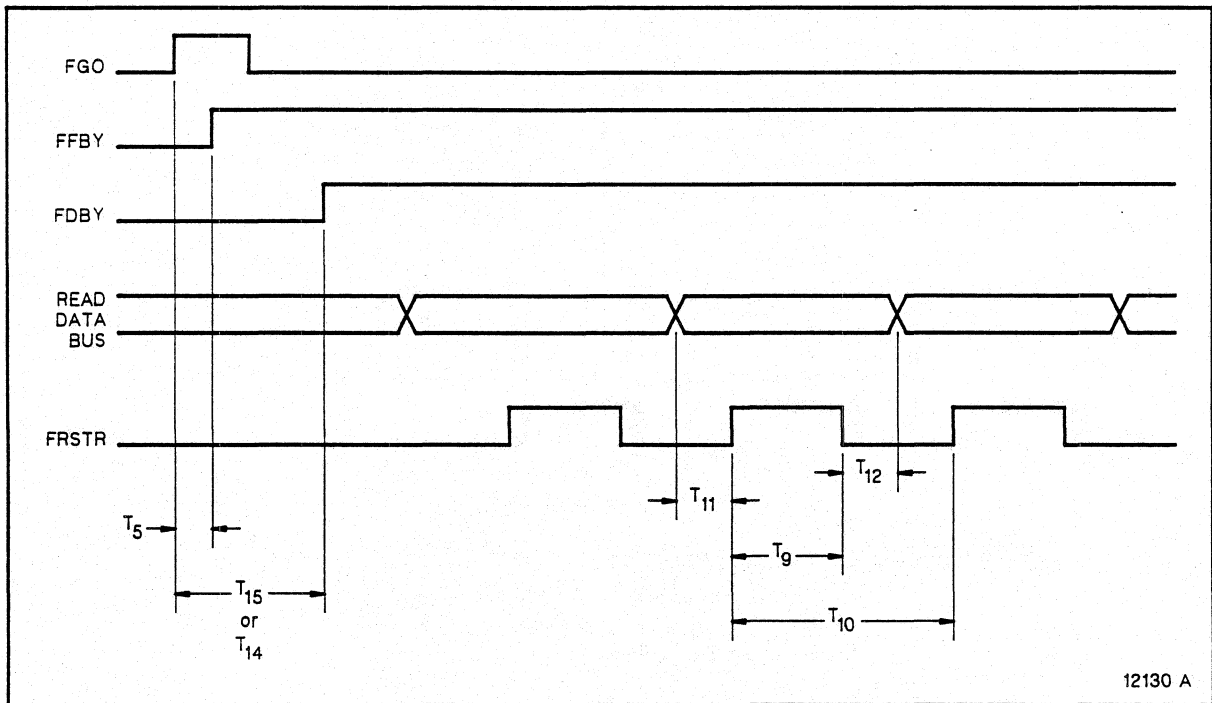 FGO
FFBY
FDBY
READ
DATA
BUS
FRSTR
T12
T11
T5
T9
T15
or
T14
T10
12130 A